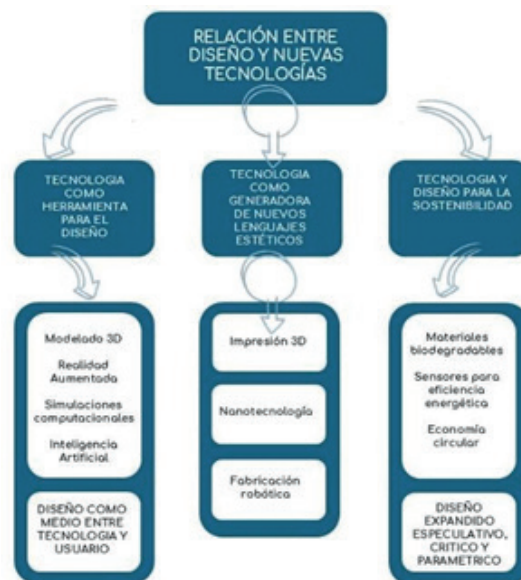 RELACIÓN ENTRE
DISEÑO Y NUEVAS
TECNOLOGÍAS
TECNOLOGIA
COMO
HERRAMIENTA
PARA EL
DISEÑO
TECNOLOGIA
COMO
GENERADORA
DE NUEVOS
LENGUAJES
ESTÉTICOS
TECNOLOGIA Y
DISEÑO PARA LA
SOSTENIBILIDAD
Modelado 3D
Realidad
Aumentada
Simulaciones
computacionales
Inteligencia
Artificial
DISEÑO COMO
MEDIO ENTRE
TECNOLOGIA Y
USUARIO
Impresión 3D
Nanotecnología
Fabricación
robótica
Materiales
biodegradables
Sensores para
eficiencia
energética
Economía
circular
DISEÑO
EXPANDIDO
ESPECULATIVO,
CRITICO Y
PARAMETRICO